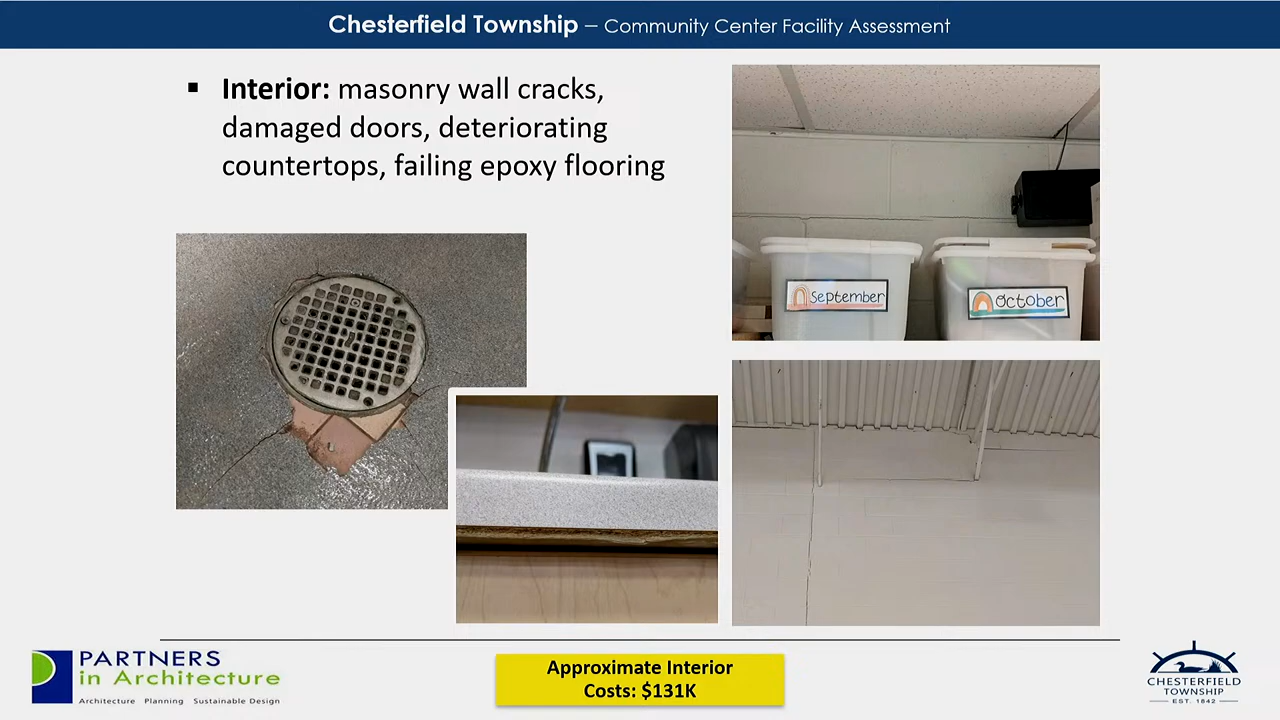 Chesterfield Township – Community Center Facility Assessment
▪ Interior: masonry wall cracks,
damaged doors, deteriorating
countertops, failing epoxy flooring
September
October
PARTNERS
in Architecture
Architecture Planning Sustainable Design
Approximate Interior
Costs: $131K
CHESTERFIELD
TOWNSHIP
EST. 1842